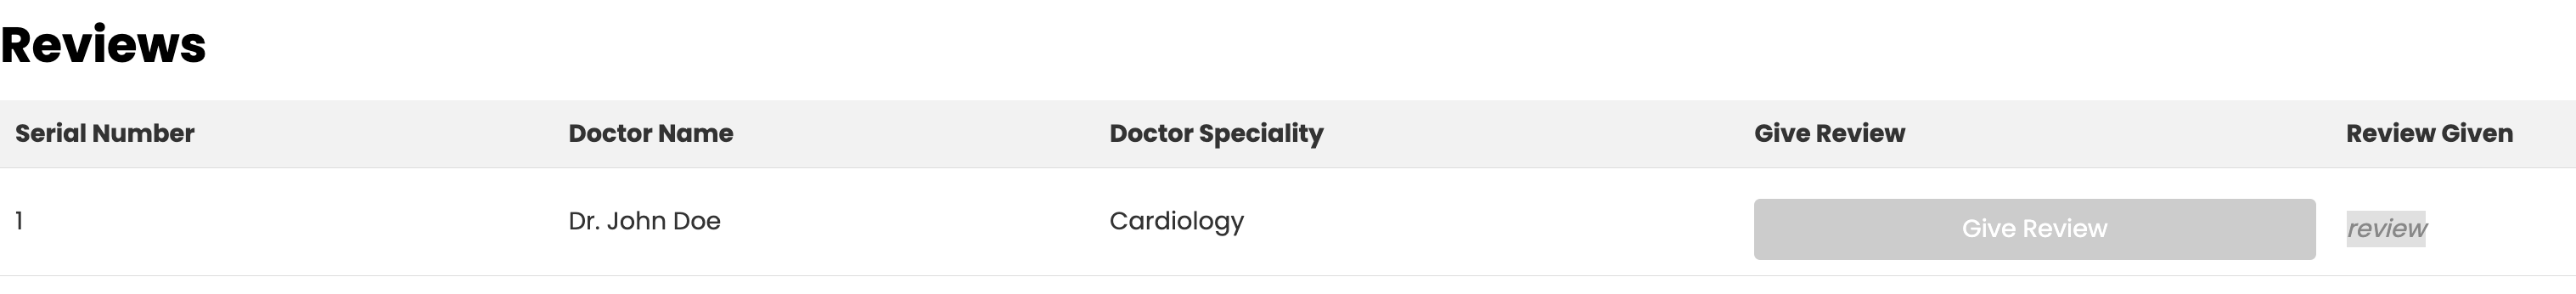 Reviews
Serial Number Doctor Name Doctor Speciality Give Review Review Given
1 Dr. John Doe Cardiology Give Review review